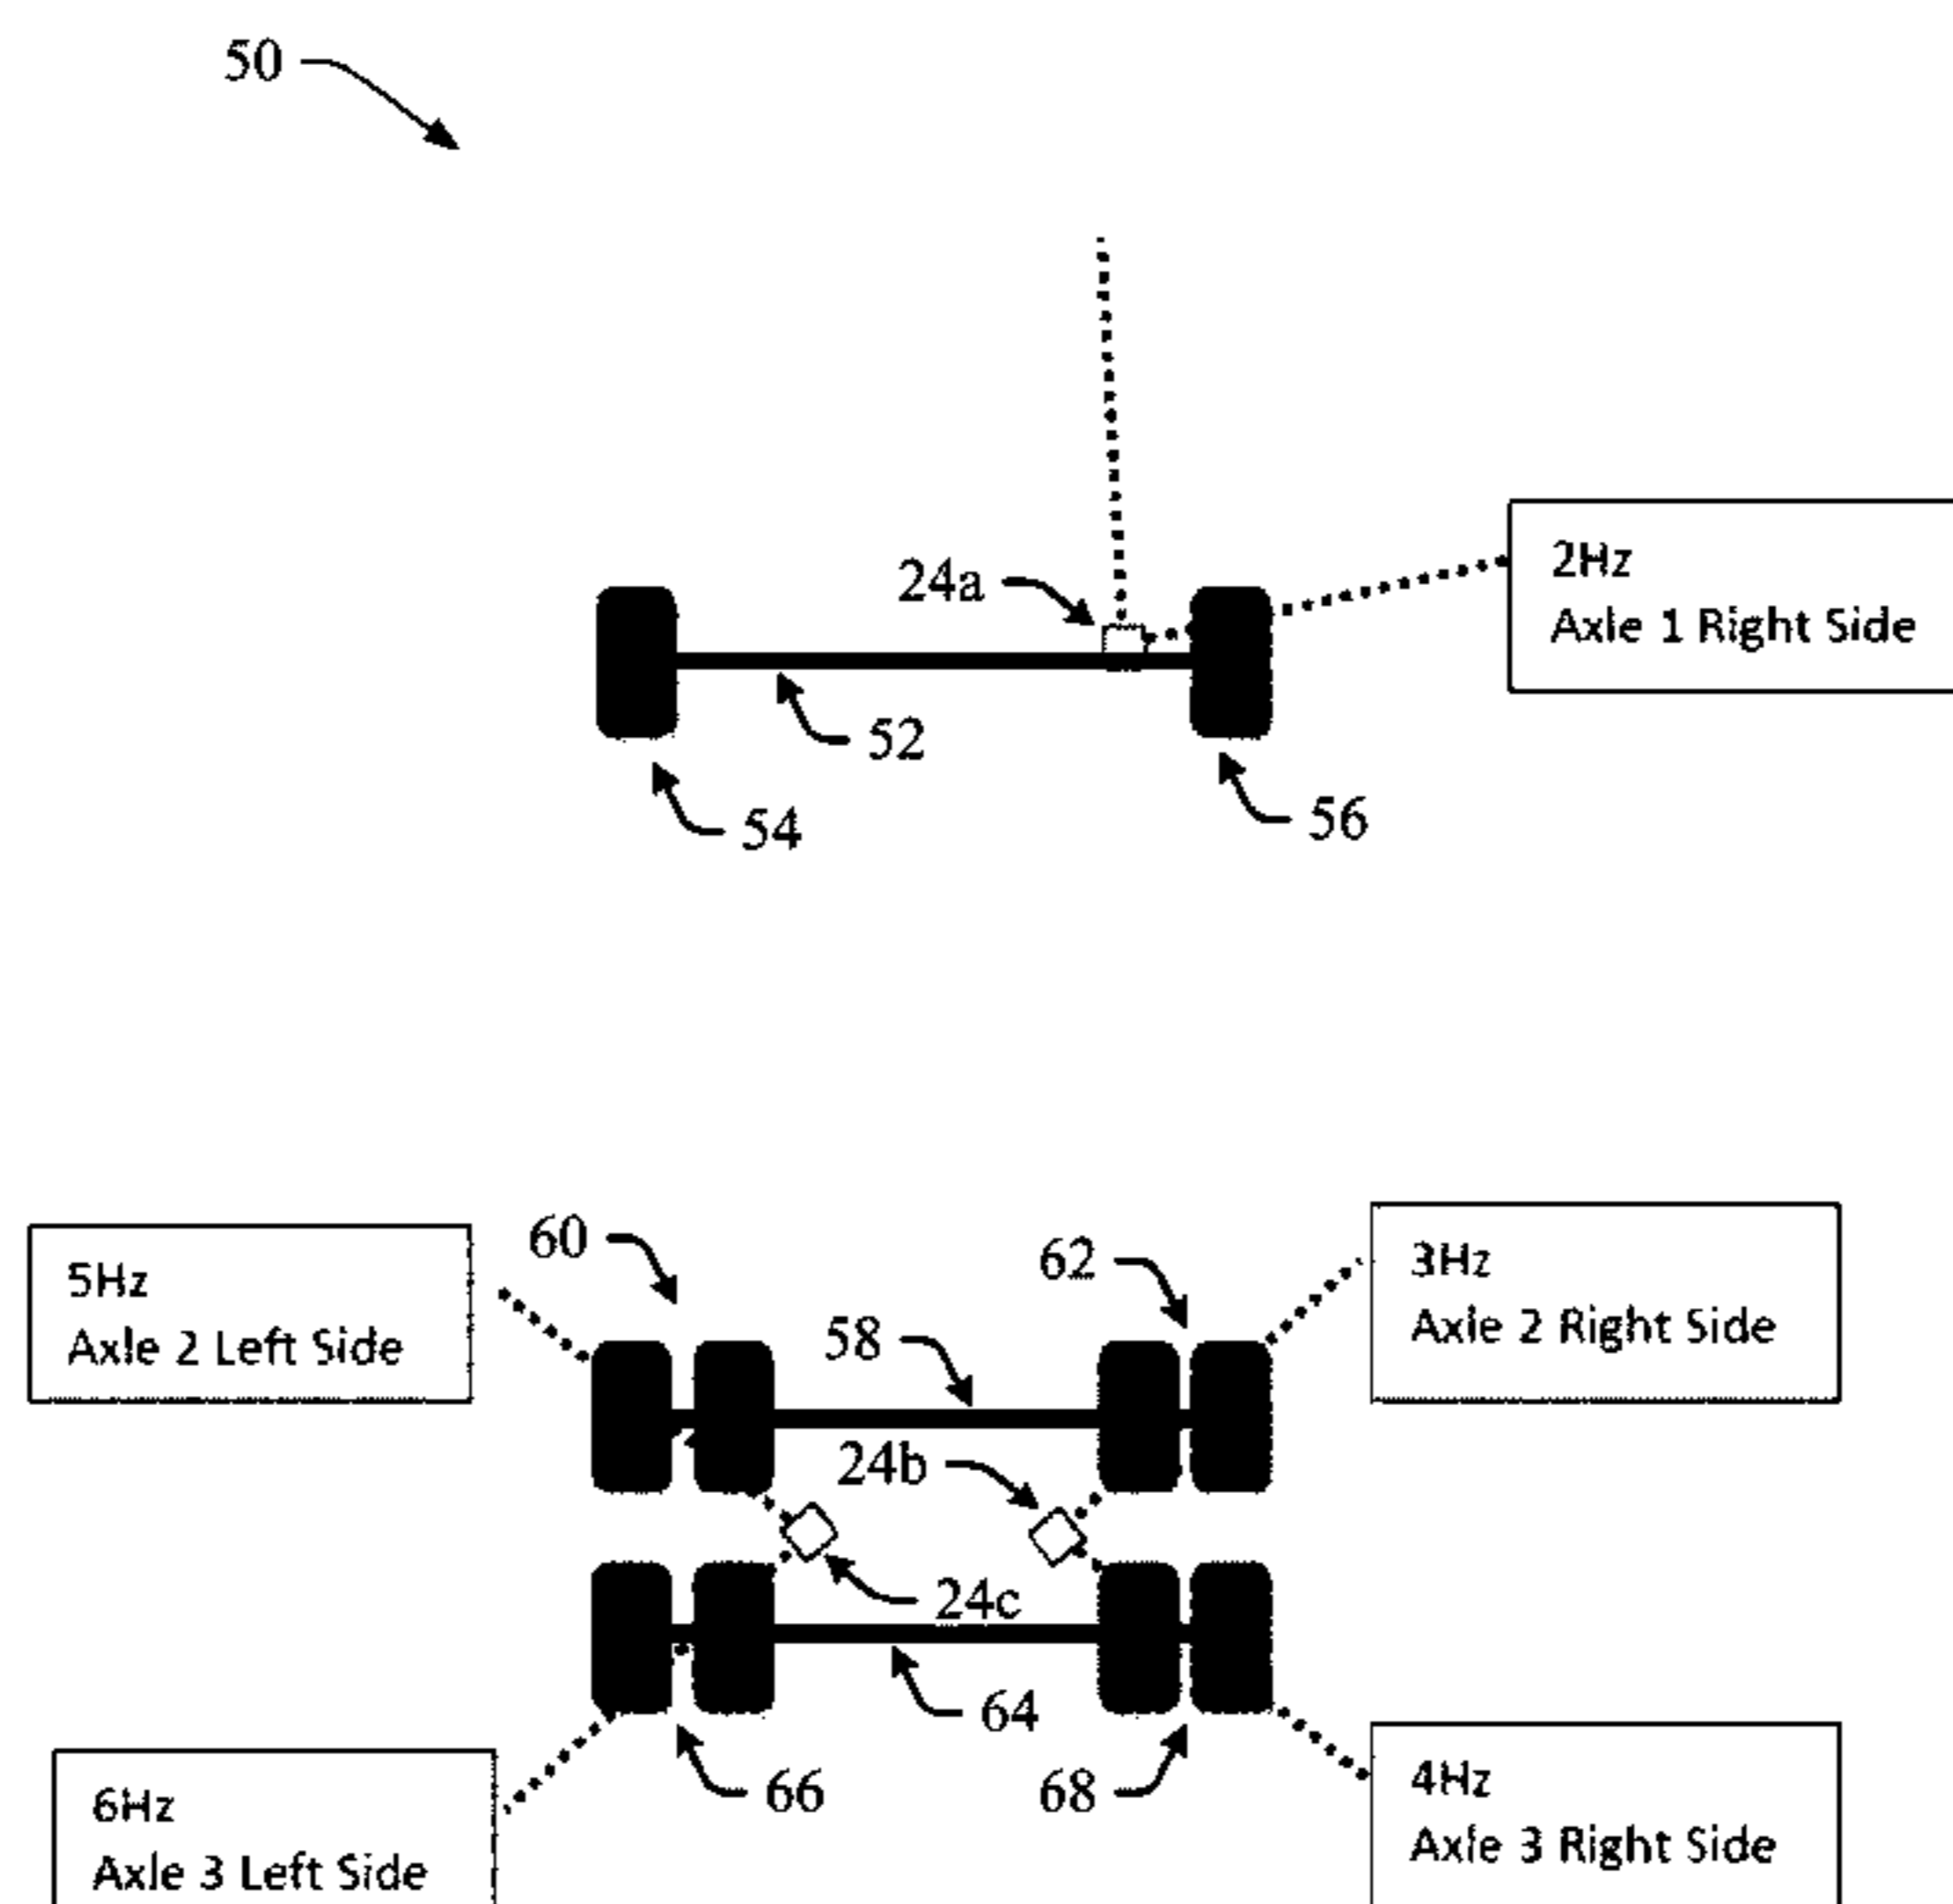 50
24a
2Hz
Axle 1 Right Side
52
54
56
5Hz
Axle 2 Left Side
60
62
3Hz
Axle 2 Right Side
58
24b
24c
64
66
68
6Hz
Axle 3 Left Side
4Hz
Axle 3 Right Side